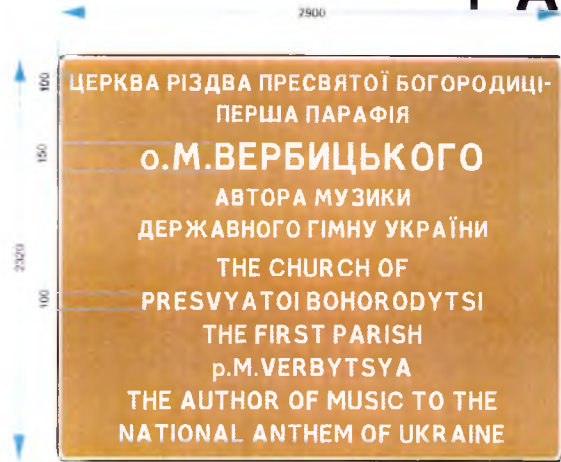 2900
100
150
2320
100
ЦЕРКВА РІЗДВА ПРЕСВЯТОЇ БОГОРОДИЦІ-
ПЕРША ПАРАФІЯ
о.М.ВЕРБИЦЬКОГО
АВТОРА МУЗИКИ
ДЕРЖАВНОГО ГІМНУ УКРАЇНИ
THE CHURCH OF
PRESVYATOI BOHORODYTSI
THE FIRST PARISH
p.M.VERBYTSYA
THE AUTHOR OF MUSIC TO THE
NATIONAL ANTHEM OF UKRAINE